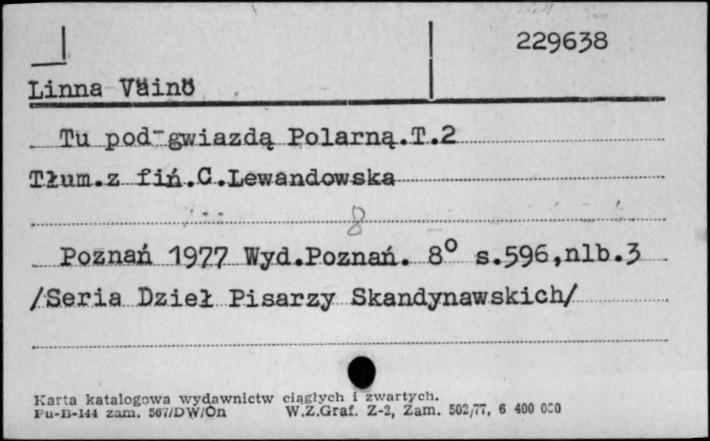 229638
Linna Väinö
Tu pod gwiazdą Polarną.T.2
Tłum.z fiń.C.Lewandowska
8
Poznań 1977 Wyd.Poznań. 8° s.596,nlb.3
/Seria Dzieł Pisarzy Skandynawskich/
Karta katalogowa wydawnictw ciągłych i zwartych.
Pu-B-144 zam. 567/DW/On W.Z.Graf. Z-2, Zam. 502/77, 6 400 000